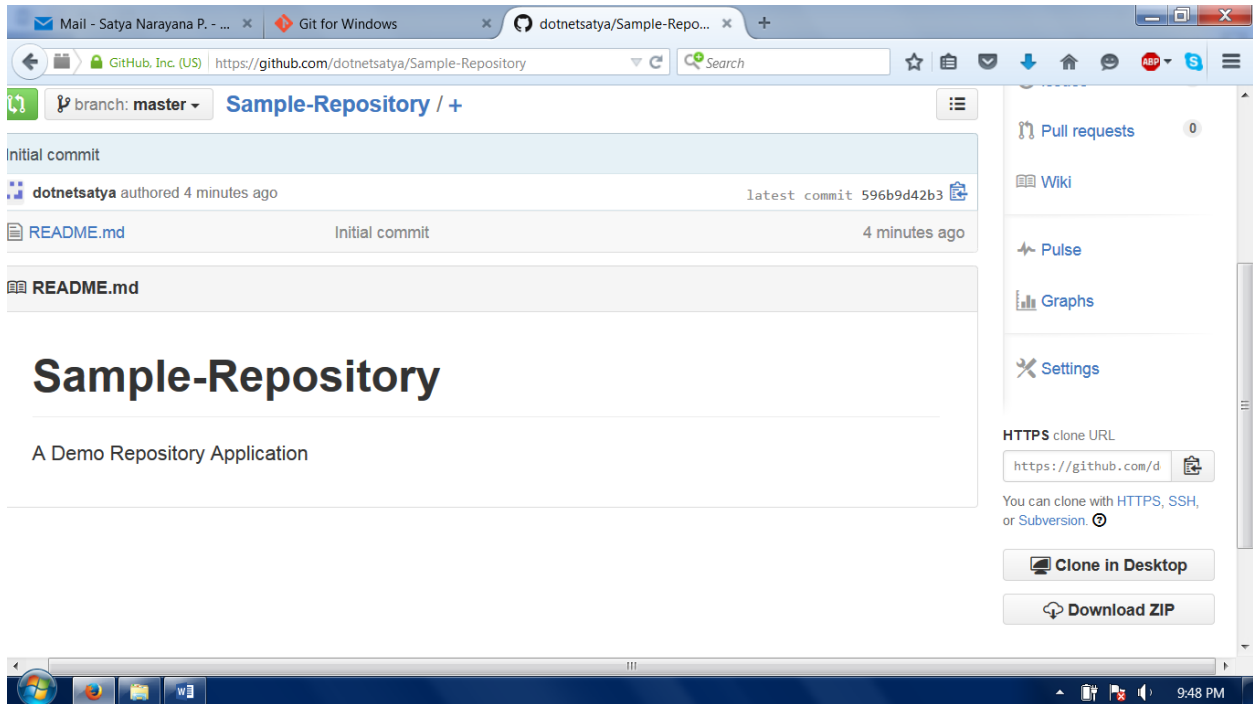 Mail - Satya Narayana P. - ...
Git for Windows
dotnetsatya/Sample-Repo...
GitHub, Inc. (US) https://github.com/dotnetsatya/Sample-Repository
Search
ABP
branch: master
Sample-Repository / +
Initial commit
dotnetsatya authored 4 minutes ago
latest commit 596b9d42b3
README.md Initial commit 4 minutes ago
README.md
Sample-Repository
A Demo Repository Application
Issues
Pull requests 0
Wiki
Pulse
Graphs
Settings
HTTPS clone URL
https://github.com/d
You can clone with HTTPS, SSH,
or Subversion.
Clone in Desktop
Download ZIP
9:48 PM